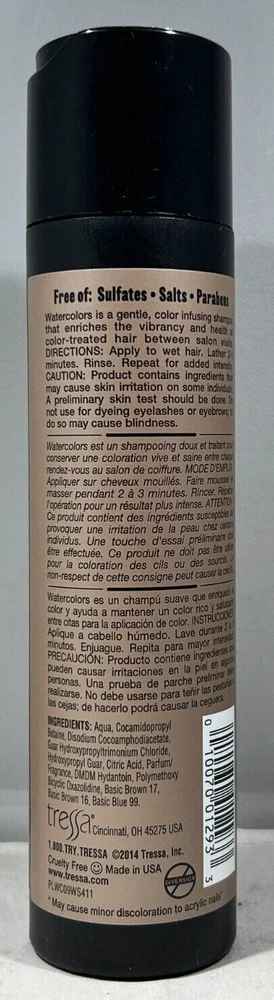 Free of: Sulfates • Salts • Parabens
Watercolors is a gentle, color infusing shampoo
that enriches the vibrancy and health of
color-treated hair between salon visits.
DIRECTIONS: Apply to wet hair. Lather 2-3
minutes. Rinse. Repeat for added intensity.
CAUTION: Product contains ingredients that
may cause skin irritation on some individuals.
A preliminary skin test should be done. Do
not use for dyeing eyelashes or eyebrows;
do so may cause blindness.
Watercolors est un shampooing doux et traitant pour
conserver une coloration vive et saine entre chaque
rendez-vous au salon de coiffure. MODE D'EMPLOI
Appliquer sur cheveux mouillés. Faire mousser et
masser pendant 2 à 3 minutes. Rincer. Répéter
l'opération pour un résultat plus intense. ATTENTION
Ce produit contient des ingrédients susceptibles de
provoquer une irritation de la peau chez certains
individus. Une touche d'essai préliminaire doit
être effectuée. Ce produit ne doit pas être utilisé
pour la coloration des cils ou des sourcils. Le
non-respect de cette consigne peut causer la cécité.
Watercolors es un champú suave que enriquece el
color y ayuda a mantener un color rico y saludable
entre citas para la aplicación de color. INSTRUCCIONES
Aplique a cabello húmedo. Lave durante 2 a 3
minutos. Enjuague. Repita para mayor intensidad.
PRECAUCIÓN: Producto contiene ingredientes que
pueden causar irritaciones en la piel en algunas
personas. Una prueba de parche preliminar debe
realizarse. No debe usarse para teñir las pestañas o
las cejas; de hacerlo podrá causar la ceguera.
INGREDIENTS: Aqua, Cocamidopropyl
Betaine, Disodium Cocoamphodiacetate,
Guar Hydroxypropyltrimonium Chloride,
Hydroxypropyl Guar, Citric Acid, Parfum/
Fragrance, DMDM Hydantoin, Polymethoxy
Bicyclic Oxazolidine, Basic Brown 17,
Basic Brown 16, Basic Blue 99.
tressa® Cincinnati, OH 45275 USA
1.800.TRY.TRESSA ©2014 Tressa, Inc.
Cruelty Free Made in USA
www.tressa.com
PLWC09WS411
DIVERSION
*May cause minor discoloration to acrylic nails*